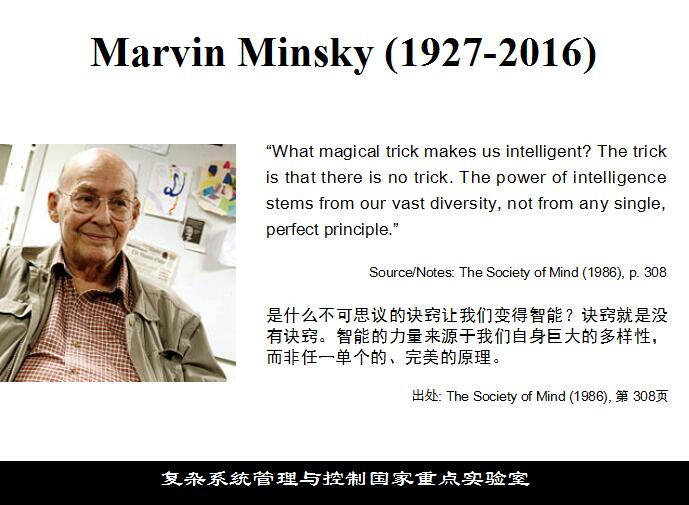 Marvin Minsky (1927-2016)
“What magical trick makes us intelligent? The trick
is that there is no trick. The power of intelligence
stems from our vast diversity, not from any single,
perfect principle.”
Source/Notes: The Society of Mind (1986), p. 308
是什么不可思议的诀窍让我们变得智能？诀窍就是没
有诀窍。智能的力量来源于我们自身巨大的多样性，
而非任一单个的、完美的原理。
出处: The Society of Mind (1986), 第 308页
复杂系统管理与控制国家重点实验室